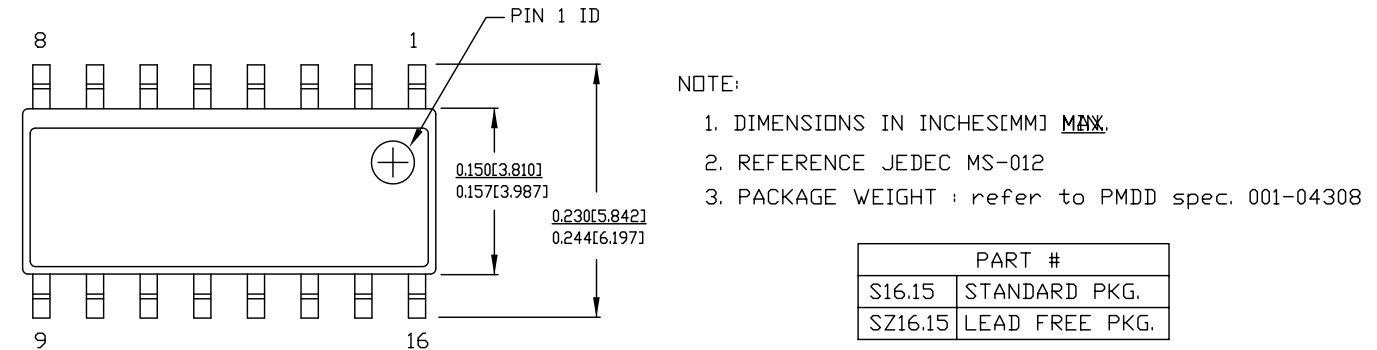 PIN 1 ID
8 1
0.150[3.810]
0.157[3.987]
0.230[5.842]
0.244[6.197]
9 16
NOTE:
1. DIMENSIONS IN INCHES[MM]
2. REFERENCE JEDEC MS-012
3. PACKAGE WEIGHT : refer to PMDD spec. 001-04308
PART #
S16.15 STANDARD PKG.
SZ16.15 LEAD FREE PKG.